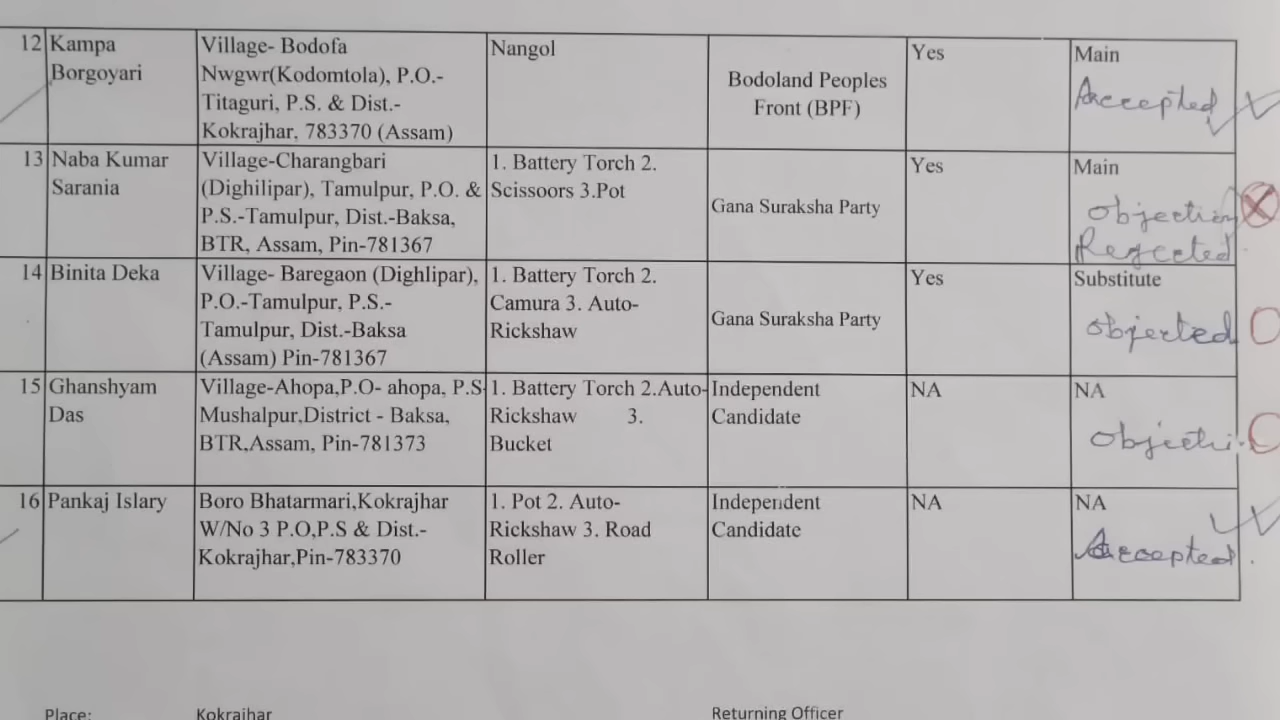 12 Kampa Borgoyari
Village- Bodofa Nwgwr(Kodomtola), P.O.- Titaguri, P.S. & Dist.- Kokrajhar, 783370 (Assam)
Nangol
Bodoland Peoples Front (BPF)
Yes
Main
Accepted
13 Naba Kumar Sarania
Village-Charangbari (Dighilipar), Tamulpur, P.O. & P.S.-Tamulpur, Dist.-Baksa, BTR, Assam, Pin-781367
1. Battery Torch 2. Scissoors 3.Pot
Gana Suraksha Party
Yes
Main
Objection
Rejected
14 Binita Deka
Village- Baregaon (Dighlipar), P.O.-Tamulpur, P.S.- Tamulpur, Dist.-Baksa (Assam) Pin-781367
1. Battery Torch 2. Camura 3. Auto- Rickshaw
Gana Suraksha Party
Yes
Substitute
Objected
15 Ghanshyam Das
Village-Ahopa,P.O- ahopa, P.S- Mushalpur,District - Baksa, BTR,Assam, Pin-781373
1. Battery Torch 2.Auto- Rickshaw 3. Bucket
Independent Candidate
NA
NA
16 Pankaj Islary
Boro Bhatarmari,Kokrajhar W/No 3 P.O,P.S & Dist.- Kokrajhar,Pin-783370
1. Pot 2. Auto- Rickshaw 3. Road Roller
Independent Candidate
NA
NA
Accepted
Place: Kokrajhar
Returning Officer